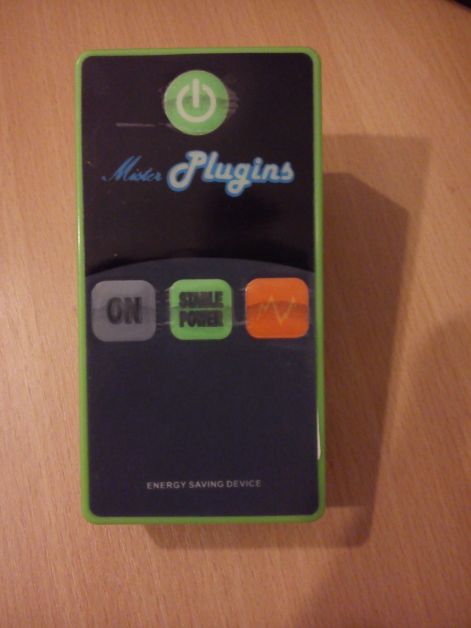 Mister Plugins
ON
STABLE
POWER
ENERGY SAVING DEVICE